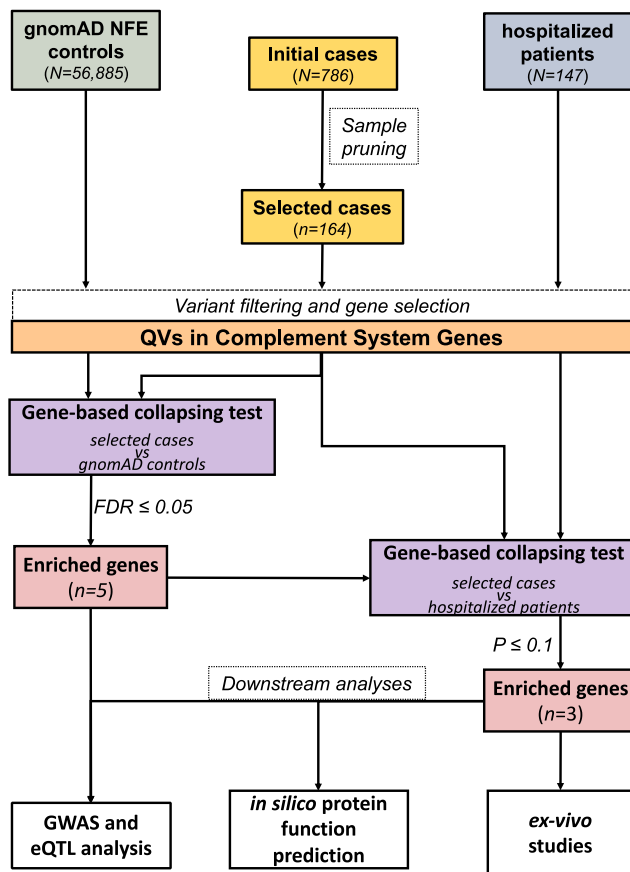 gnomAD NFE
controls
(N=56,885)
Initial cases
(N=786)
hospitalized
patients
(N=147)
Sample
pruning
Selected cases
(n=164)
Variant filtering and gene selection
QVs in Complement System Genes
Gene-based collapsing test
selected cases
vs
gnomAD controls
FDR ≤ 0.05
Enriched genes
(n=5)
Gene-based collapsing test
selected cases
vs
hospitalized patients
P ≤ 0.1
Downstream analyses
Enriched genes
(n=3)
GWAS and
eQTL analysis
in silico protein
function
prediction
ex-vivo
studies